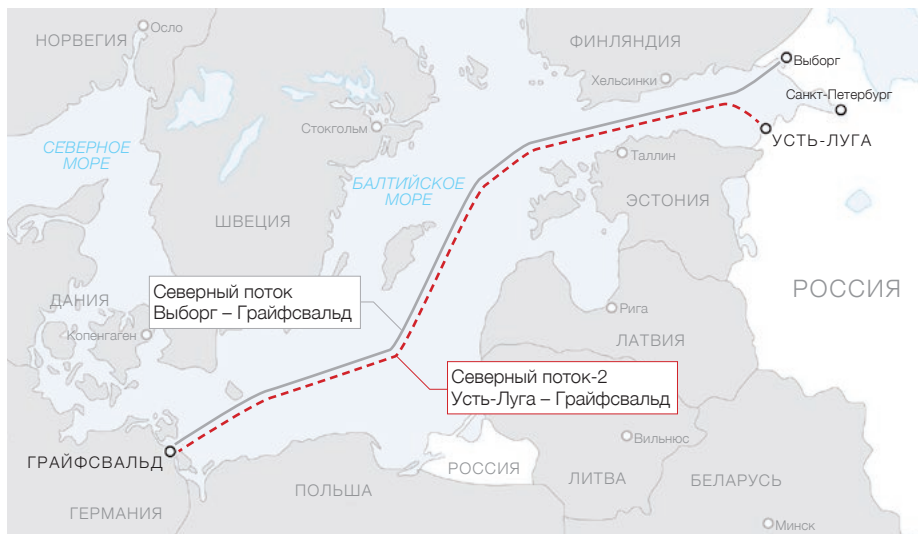 НОРВЕГИЯ
Осло
ФИНЛЯНДИЯ
Выборг
Хельсинки
Санкт-Петербург
Стокгольм
УСТЬ-ЛУГА
СЕВЕРНОЕ
МОРЕ
Таллин
БАЛТИЙСКОЕ
МОРЕ
ЭСТОНИЯ
ШВЕЦИЯ
РОССИЯ
Северный поток
Выборг – Грайфсвальд
ДАНИЯ
Рига
Копенгаген
ЛАТВИЯ
Северный поток-2
Усть-Луга – Грайфсвальд
Вильнюс
ГРАЙФСВАЛЬД
РОССИЯ
ЛИТВА
БЕЛАРУСЬ
ПОЛЬША
ГЕРМАНИЯ
Минск